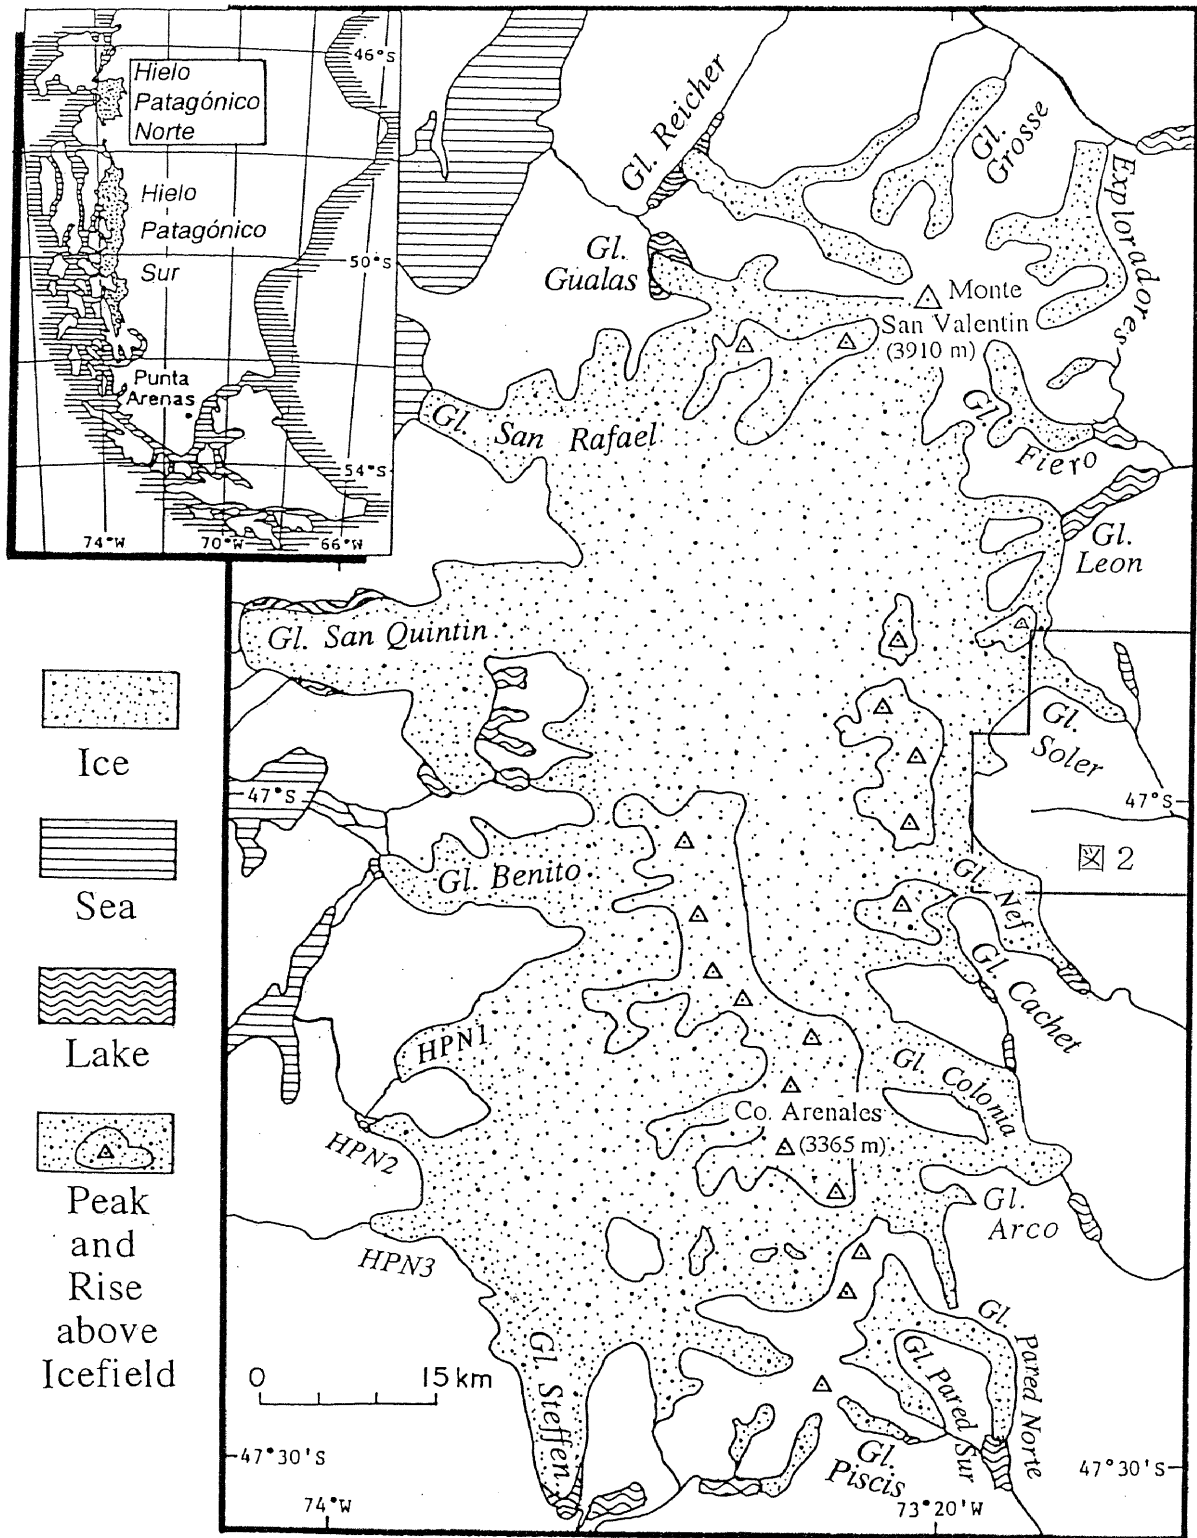 Hielo
Patagónico
Norte
46°S
Hielo
Patagónico
Sur
50°S
Punta
Arenas
54°S
74°W
70°W
66°W
Gl. Reicher
Gl.
Grosse
Exploradores
Gl.
Gualas
Monte
San Valentin
(3910 m)
Gl. San Rafael
Gl.
Fiero
Gl.
Leon
Gl. San Quintin
Gl.
Soler
47°S
47°S
図2
Gl. Benito
Gl. Nef
Gl. Cachet
HPN1
Gl. Colonia
Co. Arenales
(3365 m)
HPN2
Gl.
Arco
HPN3
Gl. Pared Norte
Gl. Pared Sur
Gl. Steffen
Gl.
Piscis
Ice
Sea
Lake
Peak
and
Rise
above
Icefield
0 15 km
47°30'S
47°30'S
74°W
73°20'W